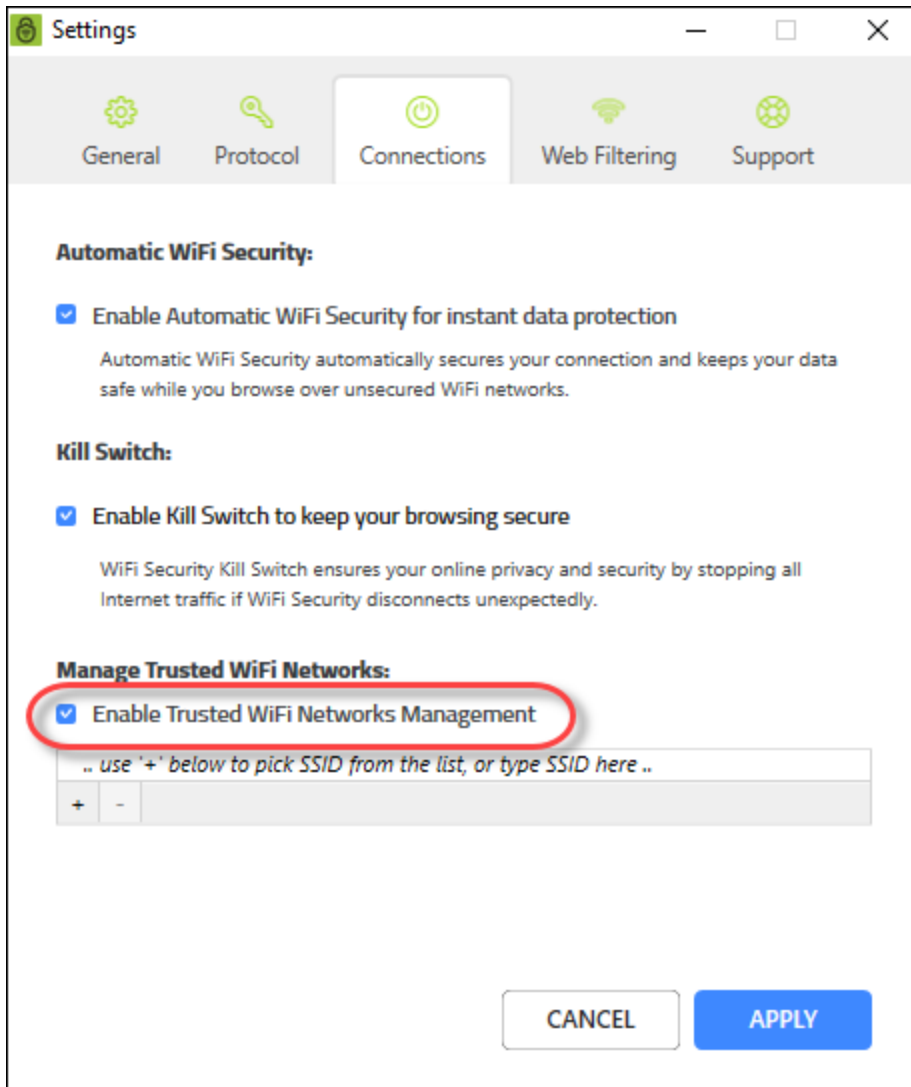 Settings
General Protocol Connections Web Filtering Support
Automatic WiFi Security:
Enable Automatic WiFi Security for instant data protection
Automatic WiFi Security automatically secures your connection and keeps your data
safe while you browse over unsecured WiFi networks.
Kill Switch:
Enable Kill Switch to keep your browsing secure
WiFi Security Kill Switch ensures your online privacy and security by stopping all
Internet traffic if WiFi Security disconnects unexpectedly.
Manage Trusted WiFi Networks:
Enable Trusted WiFi Networks Management
.. use '+' below to pick SSID from the list, or type SSID here ..
+ -
CANCEL APPLY